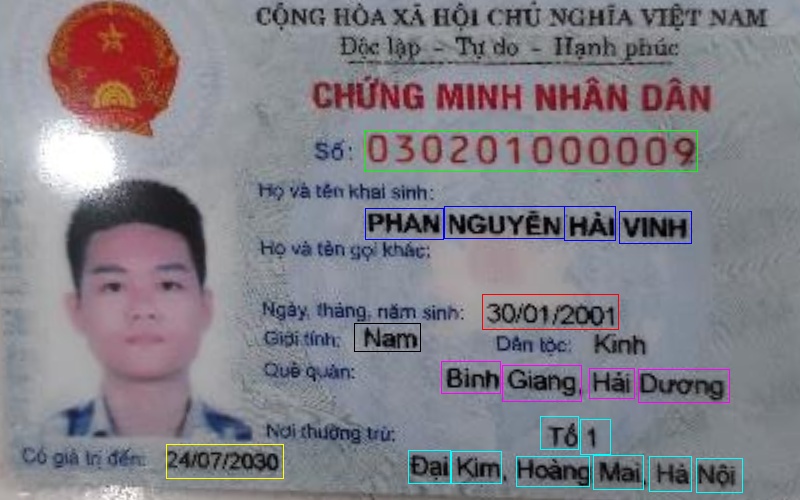 CỘNG HÒA XÃ HỘI CHỦ NGHĨA VIỆT NAM
Độc lập - Tự do - Hạnh phúc
CHỨNG MINH NHÂN DÂN
Số: 030201000009
Họ và tên khai sinh:
PHAN NGUYỄN HẢI VINH
Họ và tên gọi khác:
Ngày, tháng, năm sinh: 30/01/2001
Giới tính: Nam Dân tộc: Kinh
Quê quán: Bình Giang, Hải Dương
Nơi thường trú: Tổ 1
Có giá trị đến: 24/07/2030
Đại Kim, Hoàng Mai, Hà Nội